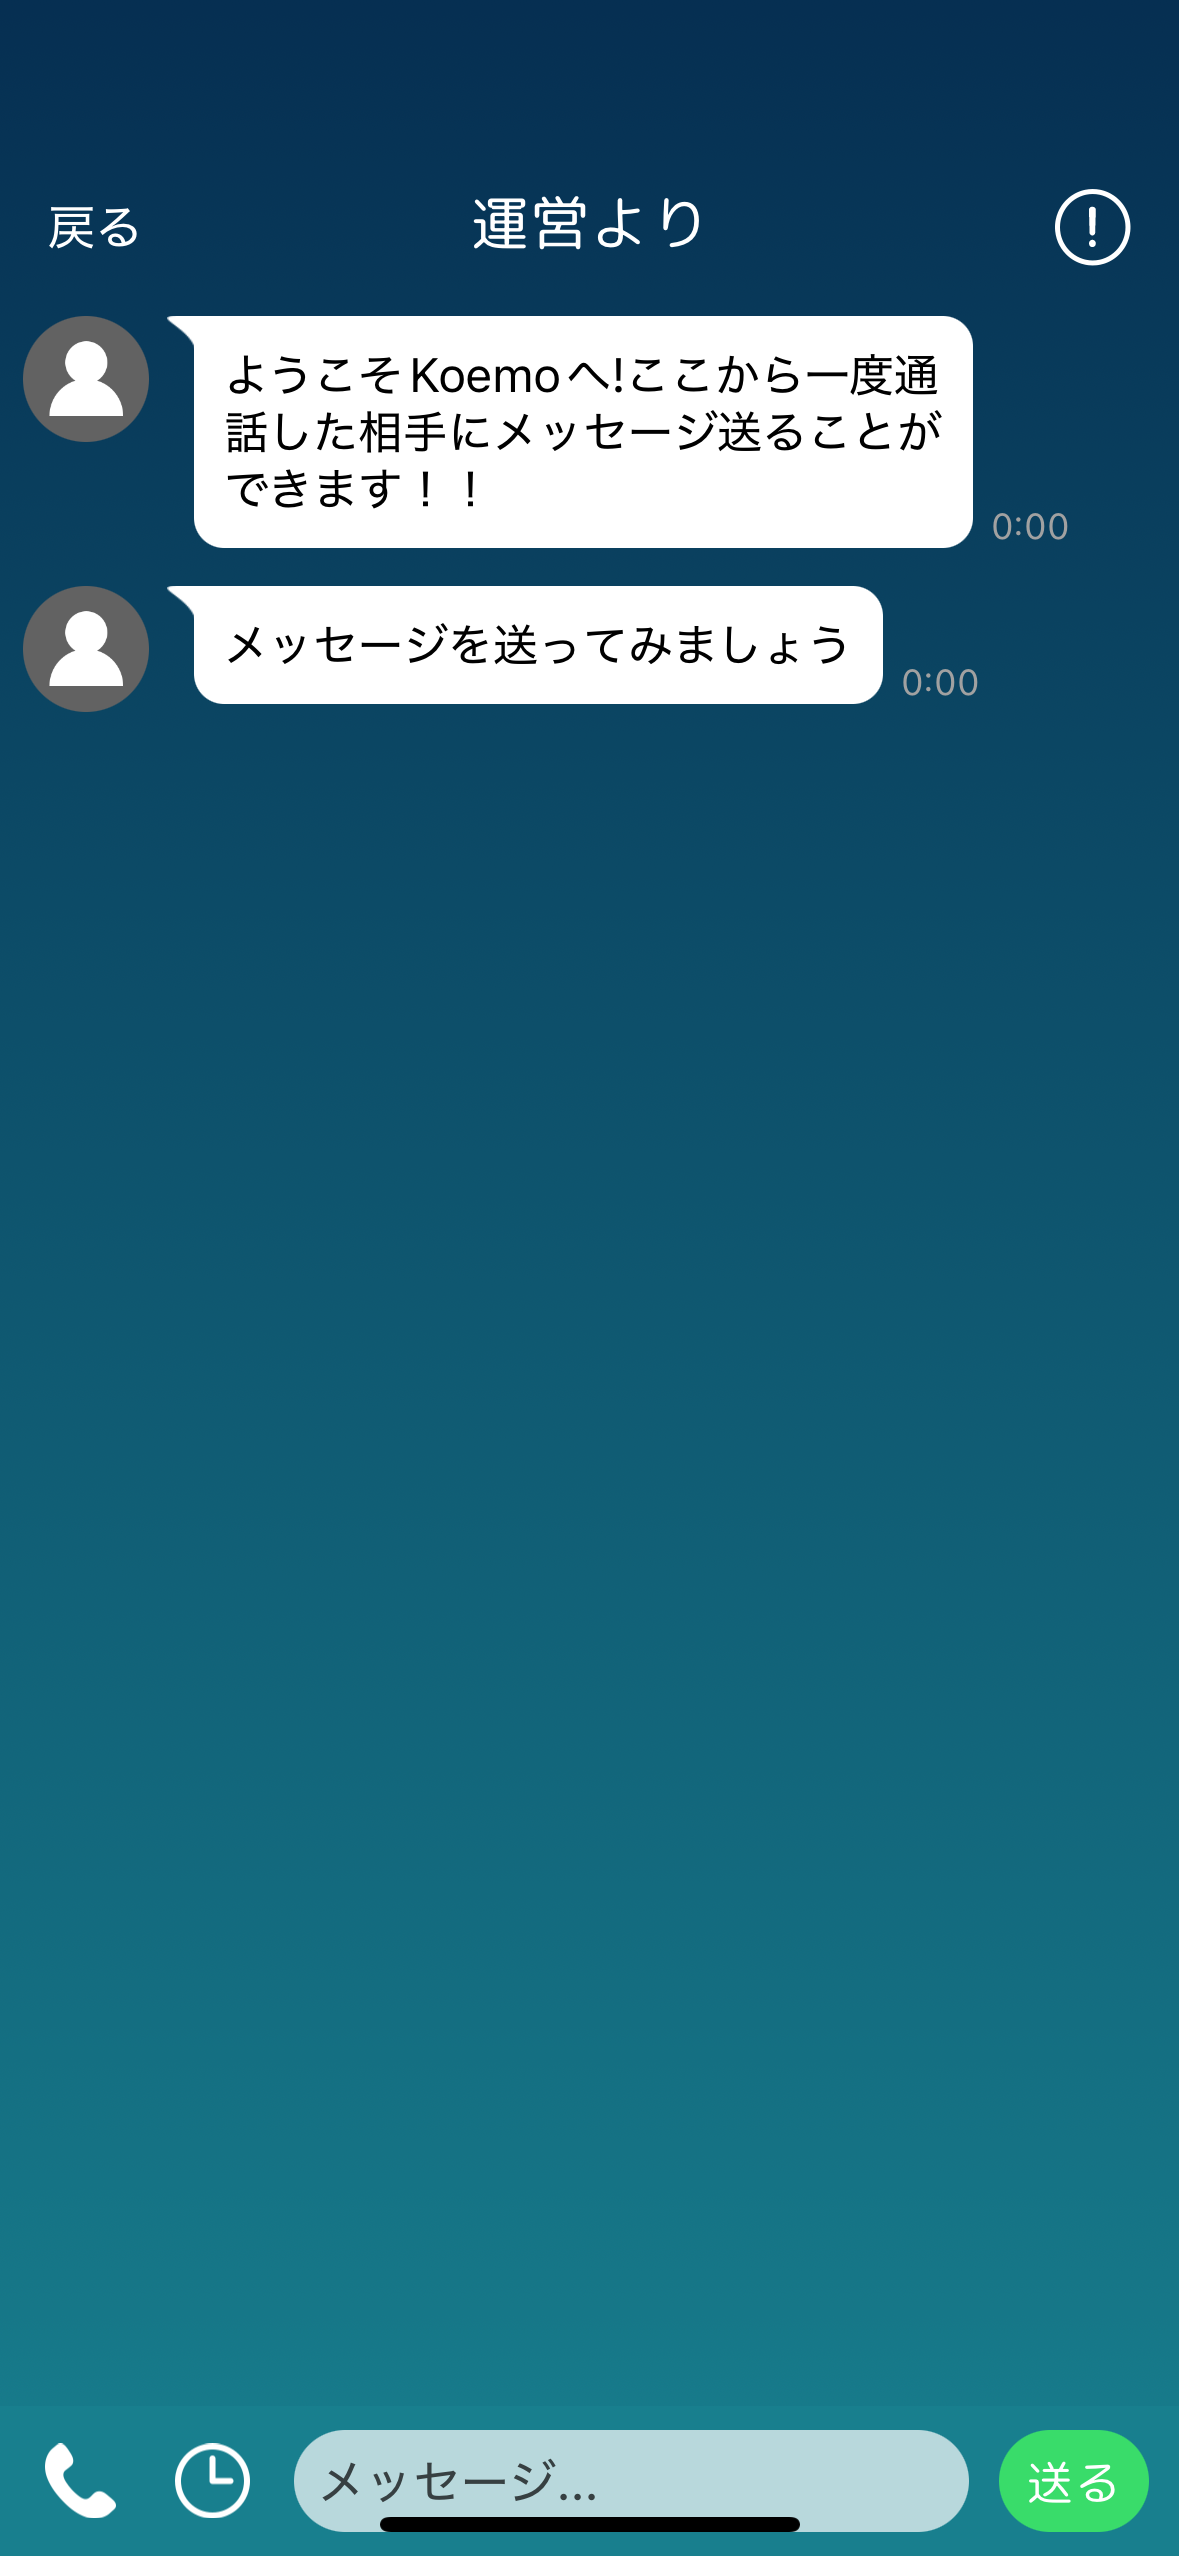 戻る
運営より
ようこそKoemoへ!ここから一度通
話した相手にメッセージ送ることが
できます！！
0:00
メッセージを送ってみましょう
0:00
メッセージ...
送る